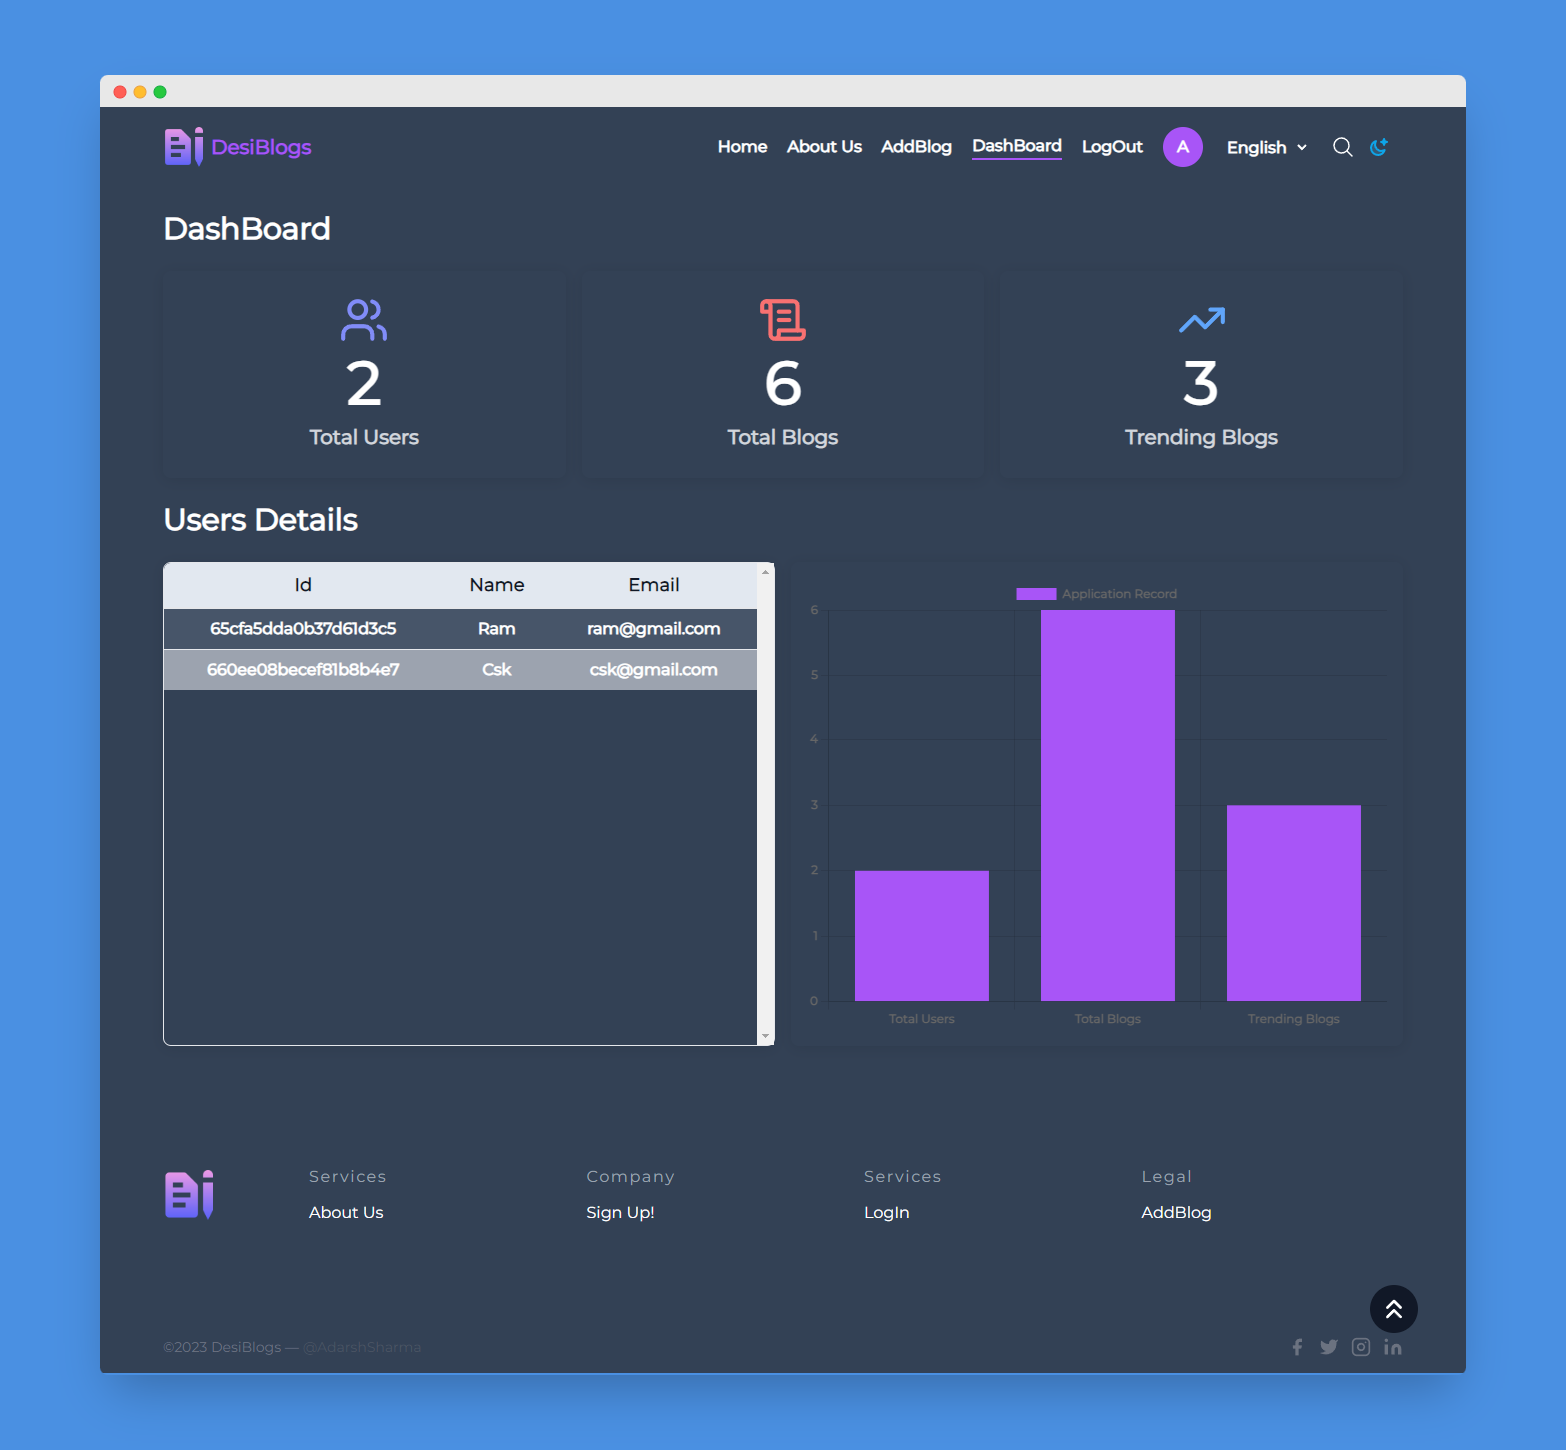 DesiBlogs
Home About Us AddBlog DashBoard LogOut A English
DashBoard
2
Total Users
6
Total Blogs
3
Trending Blogs
Users Details
Id Name Email
65cfa5dda0b37d61d3c5 Ram ram@gmail.com
660ee08becef81b8b4e7 Csk csk@gmail.com
Application Record
6
5
4
3
2
1
0
Total Users Total Blogs Trending Blogs
Services
About Us
Company
Sign Up!
Services
LogIn
Legal
AddBlog
©2023 DesiBlogs — @AdarshSharma